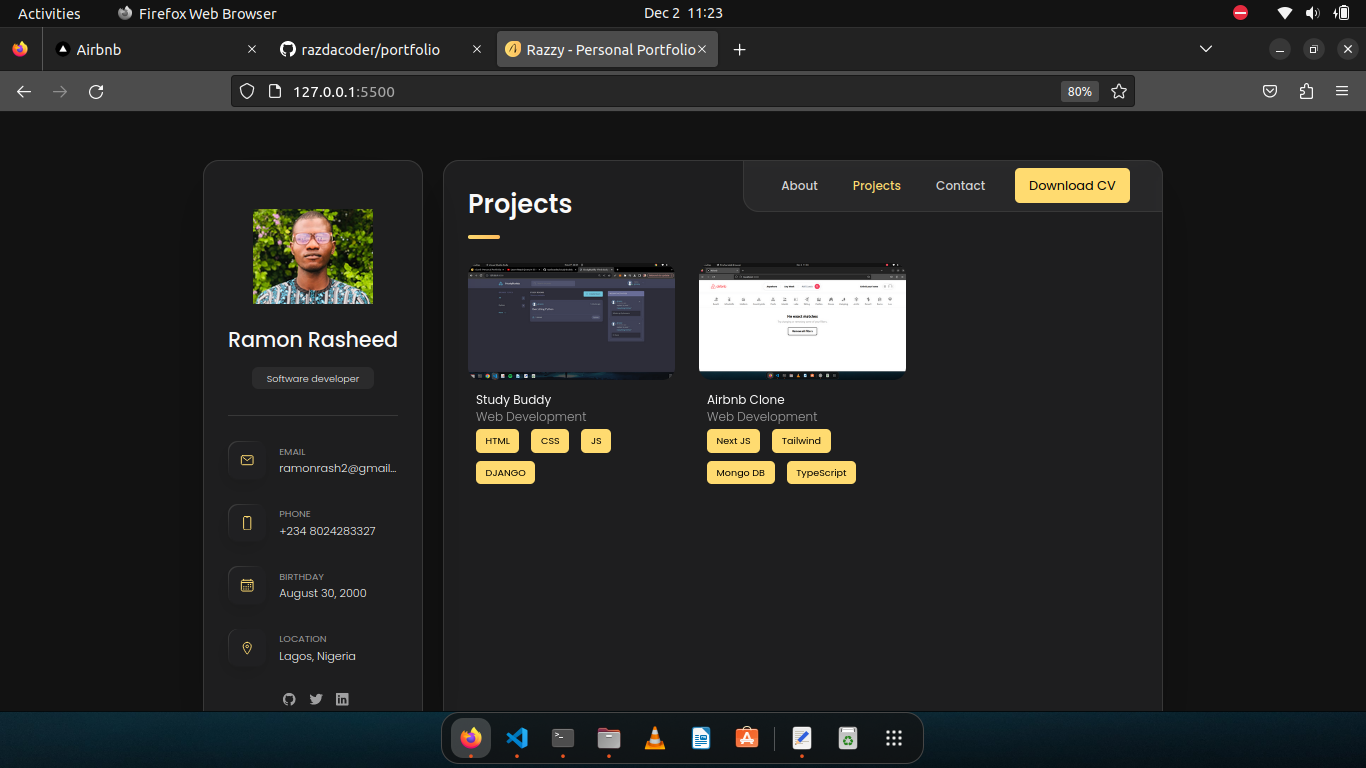 Activities
Firefox Web Browser
Dec 2 11:23
Airbnb
razdacoder/portfolio
Razzy - Personal Portfolio
127.0.0.1:5500
80%
Ramon Rasheed
Software developer
EMAIL
ramonrash2@gmail...
PHONE
+234 8024283327
BIRTHDAY
August 30, 2000
LOCATION
Lagos, Nigeria
About
Projects
Contact
Download CV
Projects
Study Buddy
Web Development
HTML
CSS
JS
DJANGO
Airbnb Clone
Web Development
Next JS
Tailwind
Mongo DB
TypeScript
No exact matches